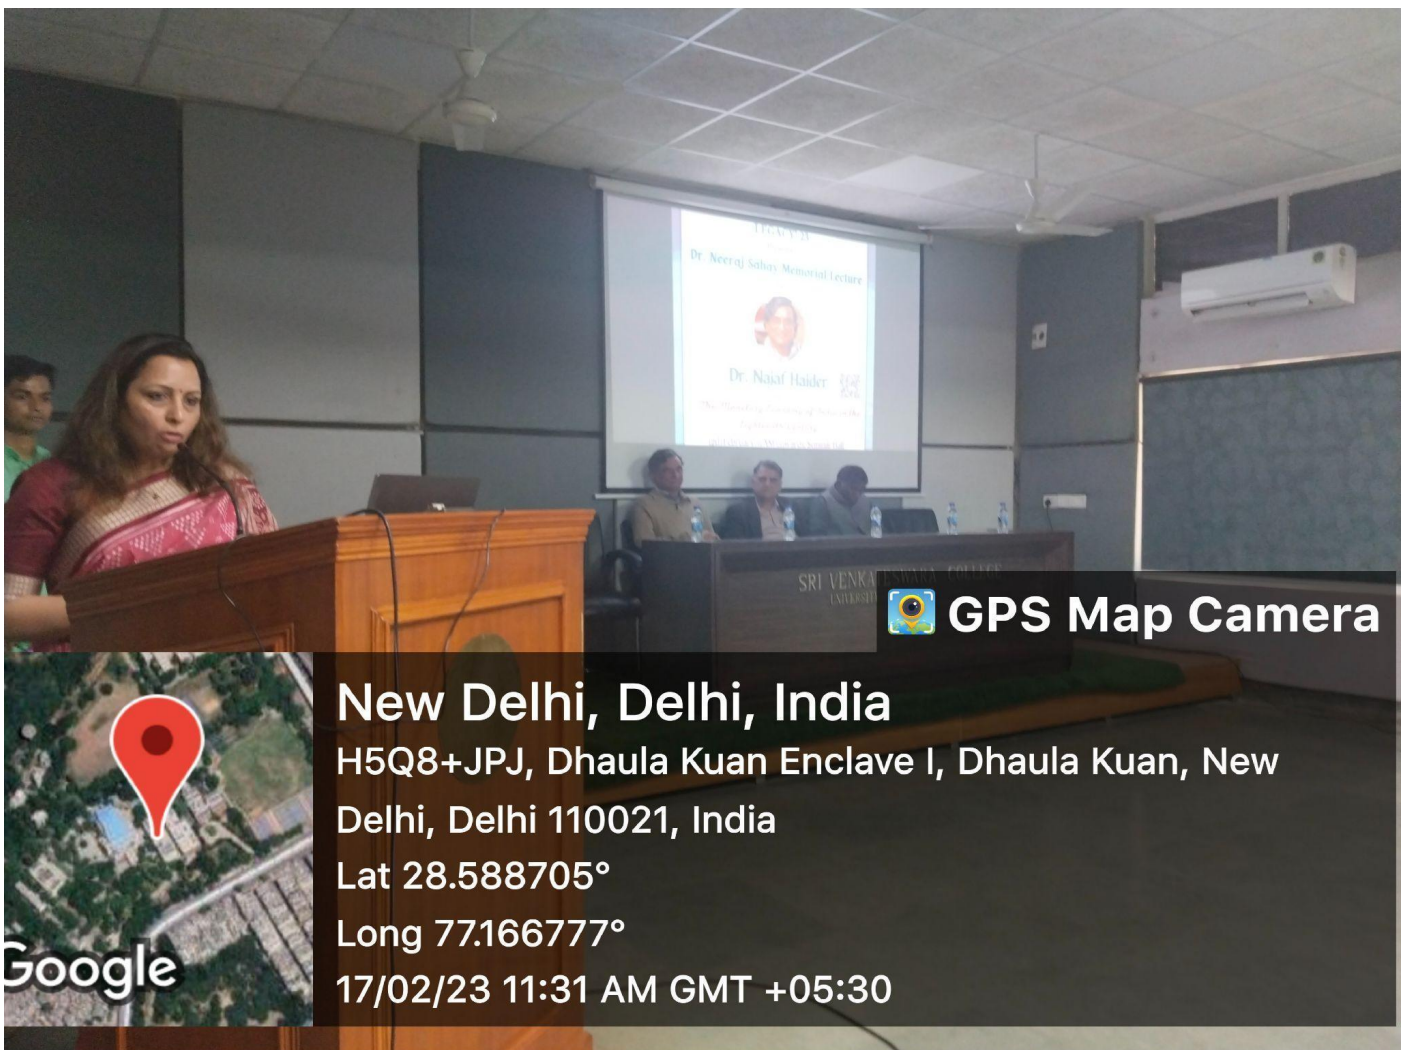 LEGACY'23
Dr. Neeraj Sahay Memorial Lecture
Dr. Najaf Haider
SRI VENKATESWARA COLLEGE
GPS Map Camera
New Delhi, Delhi, India
H5Q8+JPJ, Dhaula Kuan Enclave I, Dhaula Kuan, New
Delhi, Delhi 110021, India
Lat 28.588705°
Long 77.166777°
17/02/23 11:31 AM GMT +05:30
Google